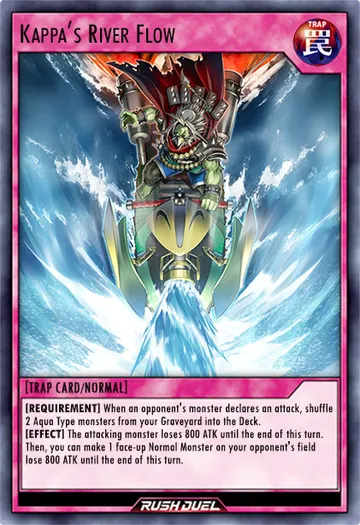 Kappa's River Flow
TRAP
罠
[TRAP CARD/NORMAL]
[REQUIREMENT] When an opponent's monster declares an attack, shuffle
2 Aqua Type monsters from your Graveyard into the Deck.
[EFFECT] The attacking monster loses 800 ATK until the end of this turn.
Then, you can make 1 face-up Normal Monster on your opponent's field
lose 800 ATK until the end of this turn.
RUSH DUEL